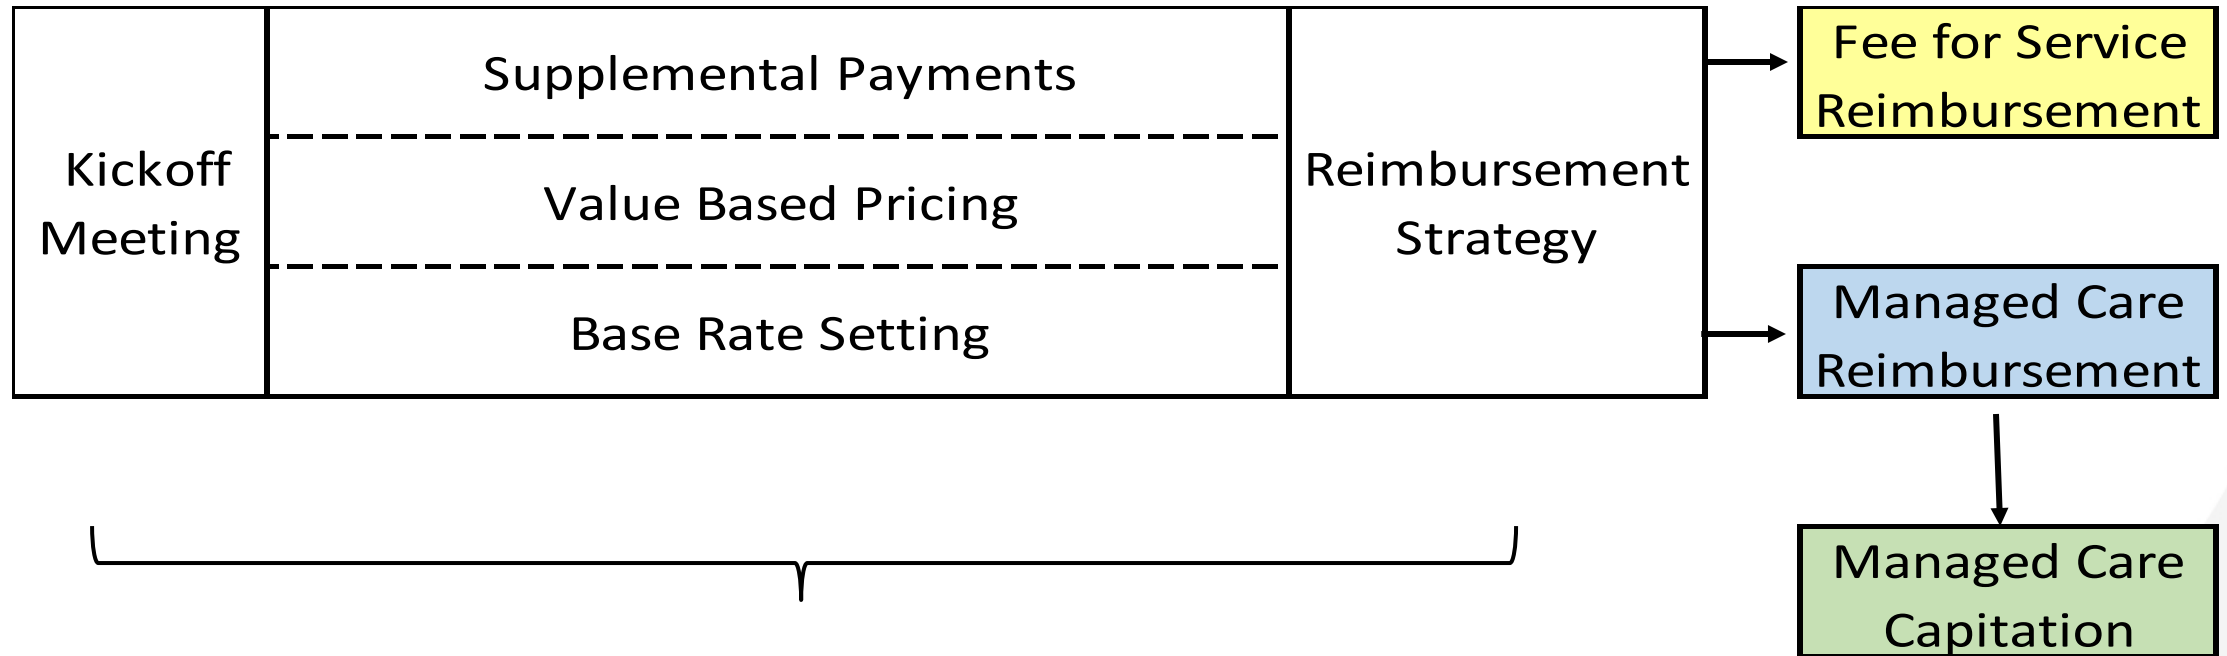 Kickoff
Meeting
Supplemental Payments
Value Based Pricing
Base Rate Setting
Reimbursement
Strategy
Fee for Service
Reimbursement
Managed Care
Reimbursement
Managed Care
Capitation